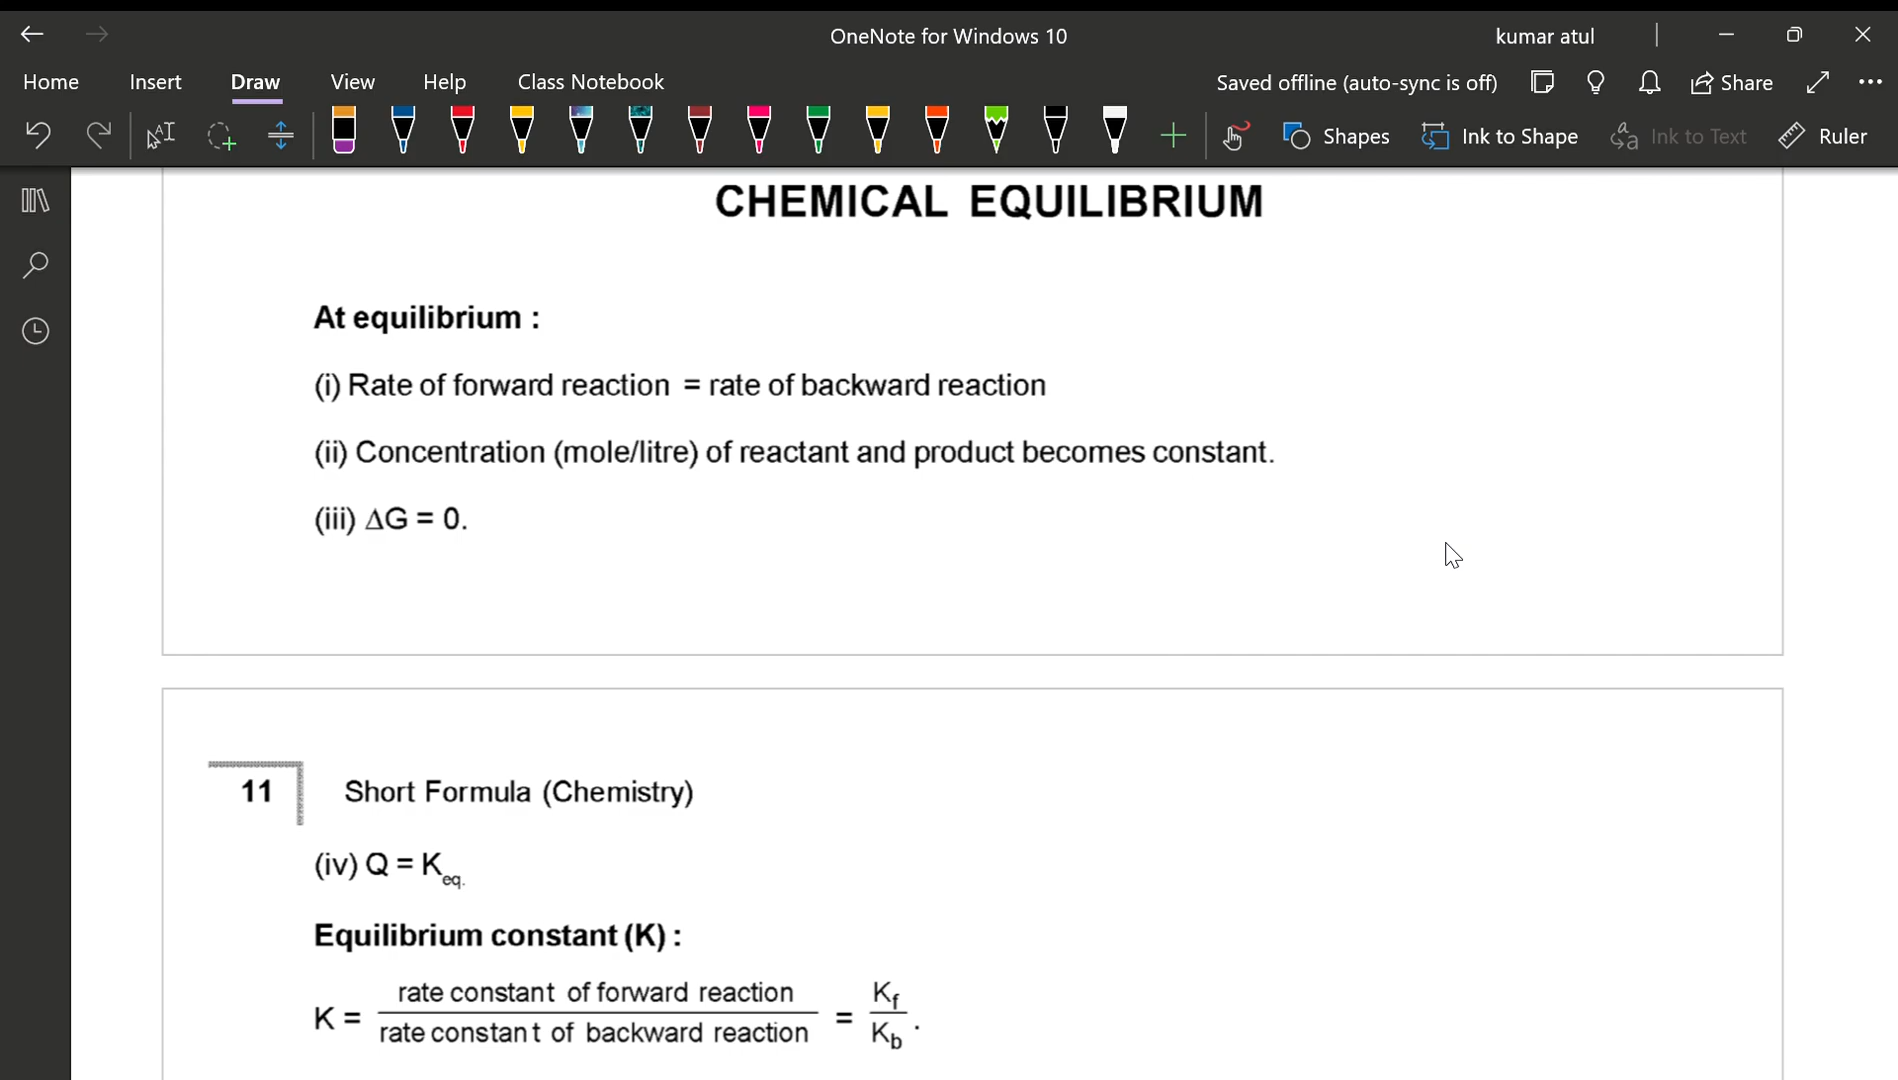 OneNote for Windows 10
kumar atul
Home Insert Draw View Help Class Notebook
Saved offline (auto-sync is off) Share
Shapes Ink to Shape Ink to Text Ruler
CHEMICAL EQUILIBRIUM
At equilibrium :
(i) Rate of forward reaction = rate of backward reaction
(ii) Concentration (mole/litre) of reactant and product becomes constant.
(iii) ΔG = 0.
11 Short Formula (Chemistry)
(iv) Q = K_eq.
Equilibrium constant (K) :
K = rate constant of forward reaction / rate constant of backward reaction = K_f / K_b .